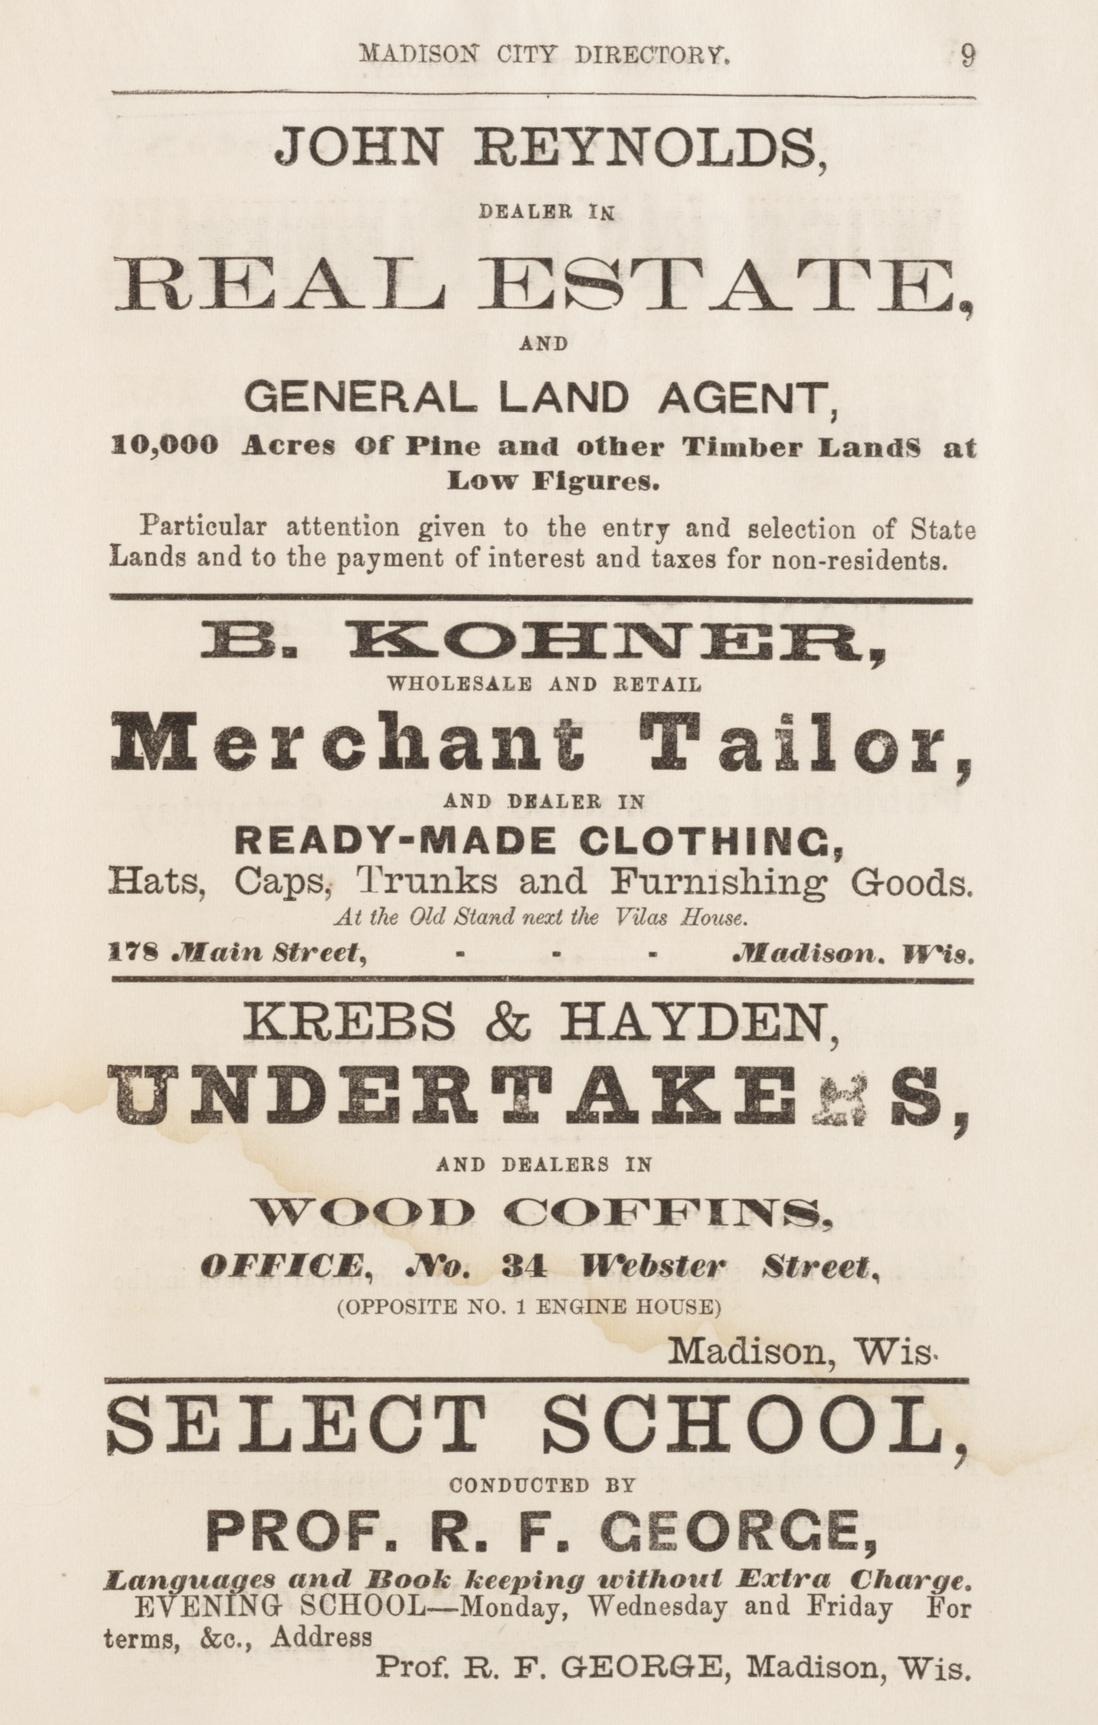 MADISON CITY DIRECTORY. 9
JOHN REYNOLDS,
DEALER IN
REAL ESTATE,
AND
GENERAL LAND AGENT,
10,000 Acres Of Pine and other Timber LandS at
Low Figures.
Particular attention given to the entry and selection of State
Lands and to the payment of interest and taxes for non-residents.
B. KOHNER,
WHOLESALE AND RETAIL
Merchant Tailor,
AND DEALER IN
READY-MADE CLOTHING,
Hats, Caps, Trunks and Furnishing Goods.
At the Old Stand next the Vilas House.
178 Main Street, - - - Madison. Wis.
KREBS & HAYDEN,
UNDERTAKERS,
AND DEALERS IN
WOOD COFFINS,
OFFICE, No. 34 Webster Street,
(OPPOSITE NO. 1 ENGINE HOUSE)
Madison, Wis.
SELECT SCHOOL,
CONDUCTED BY
PROF. R. F. GEORGE,
Languages and Book keeping without Extra Charge.
EVENING SCHOOL—Monday, Wednesday and Friday For
terms, &c., Address
Prof. R. F. GEORGE, Madison, Wis.